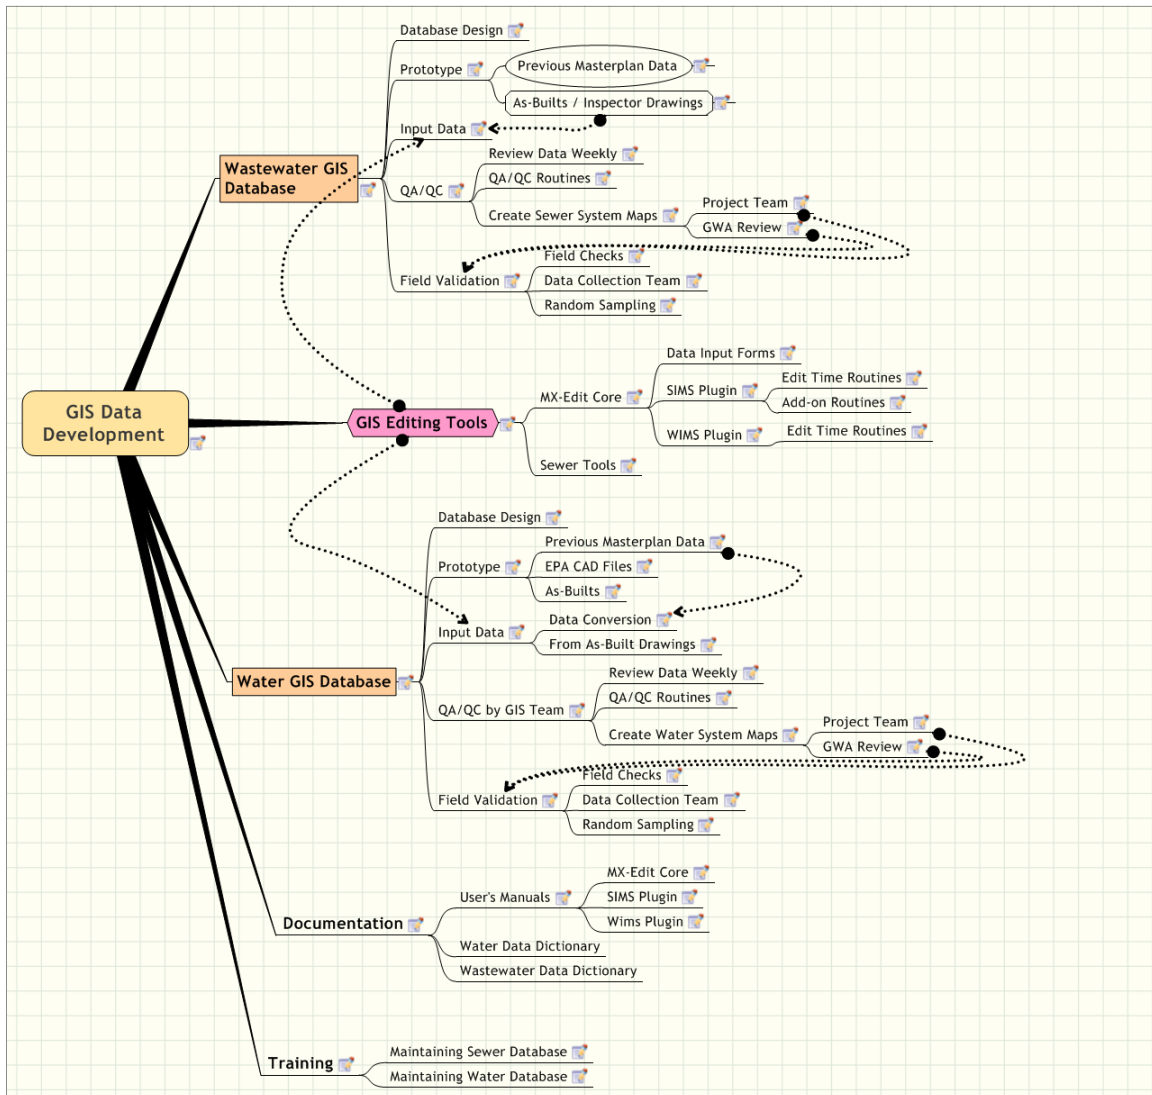 Database Design
Prototype
Previous Masterplan Data
As-Builts / Inspector Drawings
Input Data
Wastewater GIS
Database
QA/QC
Review Data Weekly
QA/QC Routines
Create Sewer System Maps
Project Team
GWA Review
Field Validation
Field Checks
Data Collection Team
Random Sampling
GIS Data
Development
GIS Editing Tools
MX-Edit Core
Data Input Forms
SIMS Plugin
Edit Time Routines
Add-on Routines
WIMS Plugin
Edit Time Routines
Sewer Tools
Water GIS Database
Database Design
Prototype
Previous Masterplan Data
EPA CAD Files
As-Builts
Input Data
Data Conversion
From As-Built Drawings
QA/QC by GIS Team
Review Data Weekly
QA/QC Routines
Create Water System Maps
Project Team
GWA Review
Field Validation
Field Checks
Data Collection Team
Random Sampling
Documentation
User's Manuals
MX-Edit Core
SIMS Plugin
Wims Plugin
Water Data Dictionary
Wastewater Data Dictionary
Training
Maintaining Sewer Database
Maintaining Water Database